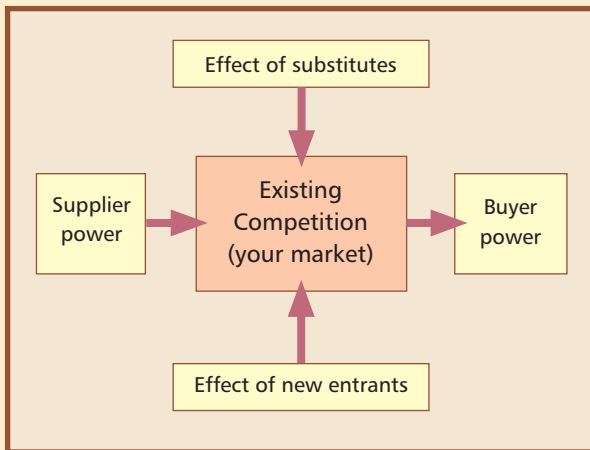 Effect of substitutes
Supplier
power
Existing
Competition
(your market)
Buyer
power
Effect of new entrants